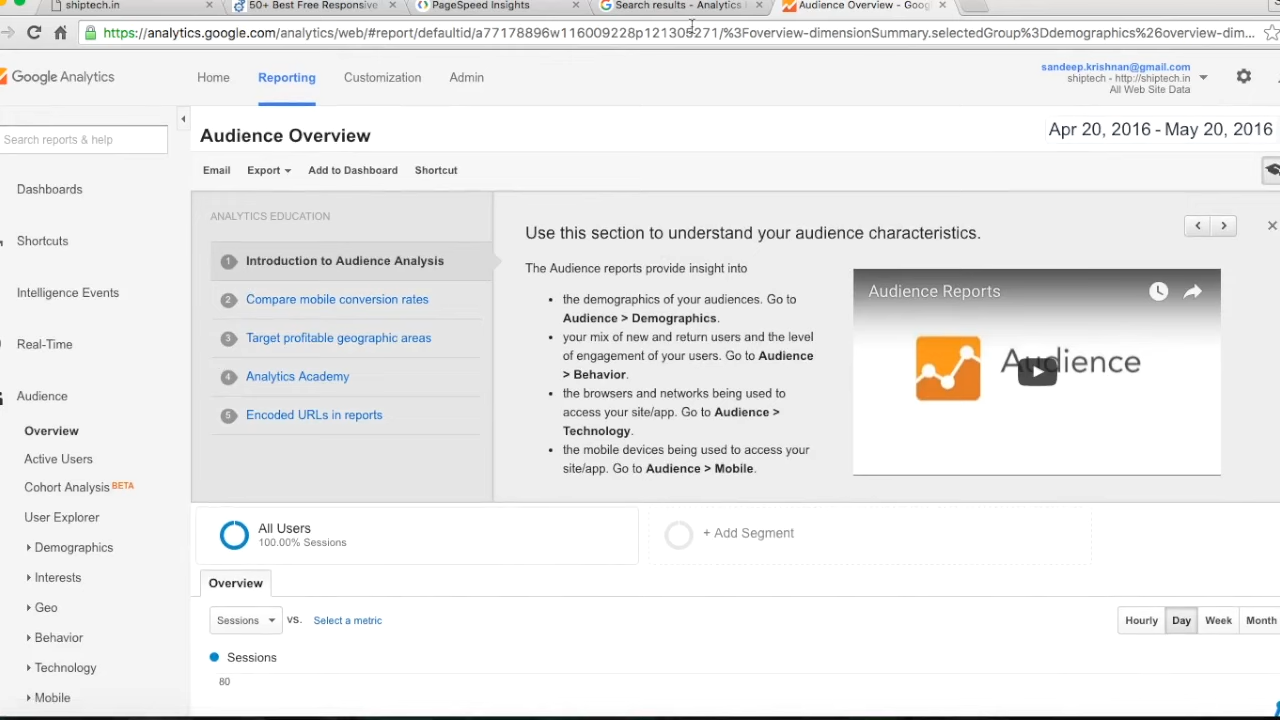 shiptech.in
50+ Best Free Responsive
PageSpeed Insights
Search results - Analytics
Audience Overview - Goog
https://analytics.google.com/analytics/web/#report/defaultid/a77178896w116009228p121305271/%3Foverview-dimensionSummary.selectedGroup%3Ddemographics%26overview-dim...
Google Analytics
Home
Reporting
Customization
Admin
sandeep.krishnan@gmail.com
shiptech - http://shiptech.in
All Web Site Data
Search reports & help
Dashboards
Shortcuts
Intelligence Events
Real-Time
Audience
Overview
Active Users
Cohort Analysis BETA
User Explorer
Demographics
Interests
Geo
Behavior
Technology
Mobile
Audience Overview
Apr 20, 2016 - May 20, 2016
Email
Export
Add to Dashboard
Shortcut
ANALYTICS EDUCATION
1 Introduction to Audience Analysis
2 Compare mobile conversion rates
3 Target profitable geographic areas
4 Analytics Academy
5 Encoded URLs in reports
Use this section to understand your audience characteristics.
The Audience reports provide insight into
• the demographics of your audiences. Go to
Audience > Demographics.
• your mix of new and return users and the level
of engagement of your users. Go to Audience
> Behavior.
• the browsers and networks being used to
access your site/app. Go to Audience >
Technology.
• the mobile devices being used to access your
site/app. Go to Audience > Mobile.
Audience Reports
Audience
All Users
100.00% Sessions
+ Add Segment
Overview
Sessions
VS.
Select a metric
Hourly
Day
Week
Month
Sessions
80